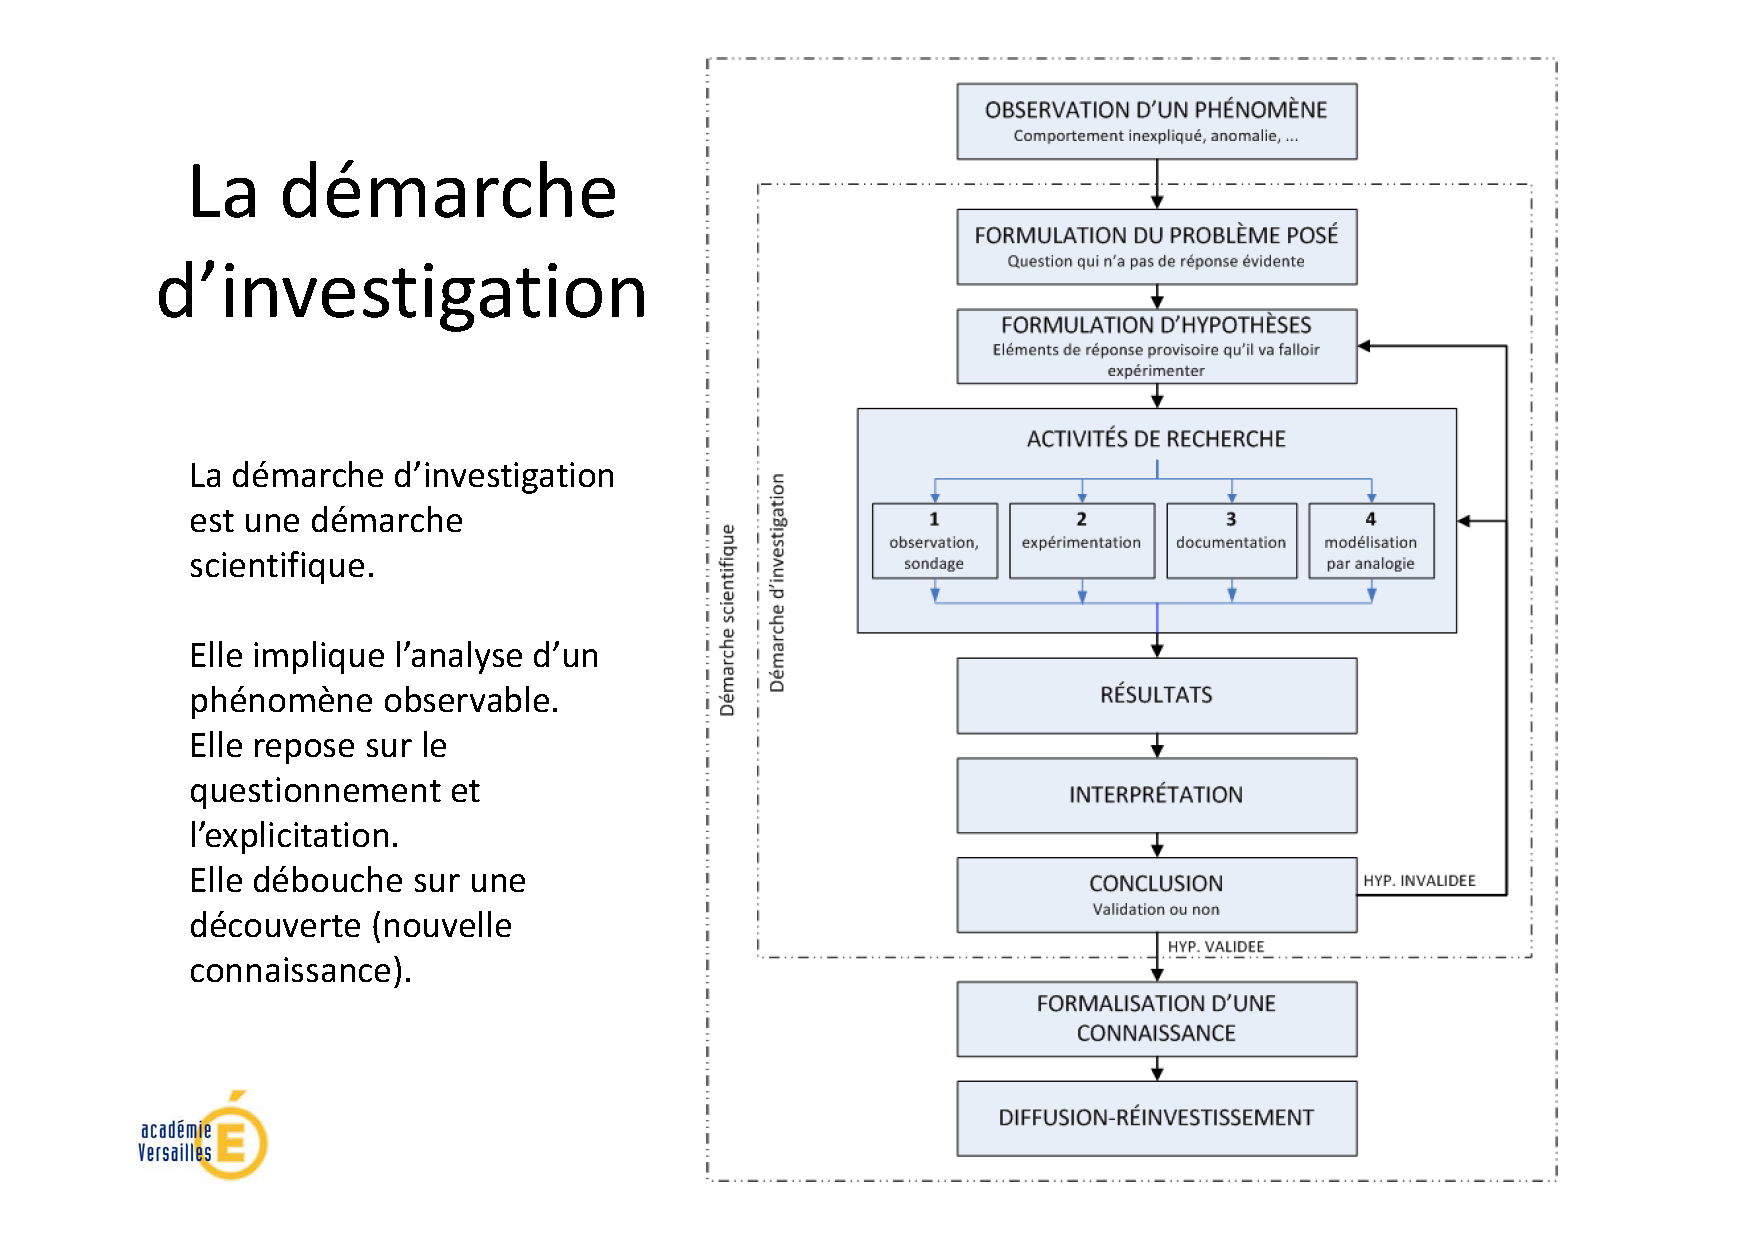 La démarche
d’investigation
La démarche d’investigation
est une démarche
scientifique.
Elle implique l’analyse d’un
phénomène observable.
Elle repose sur le
questionnement et
l’explicitation.
Elle débouche sur une
découverte (nouvelle
connaissance).
académie
Versailles
É
Démarche scientifique
Démarche d’investigation
OBSERVATION D’UN PHÉNOMÈNE
Comportement inexpliqué, anomalie, ...
FORMULATION DU PROBLÈME POSÉ
Question qui n’a pas de réponse évidente
FORMULATION D’HYPOTHÈSES
Eléments de réponse provisoire qu’il va falloir
expérimenter
ACTIVITÉS DE RECHERCHE
1
observation,
sondage
2
expérimentation
3
documentation
4
modélisation
par analogie
RÉSULTATS
INTERPRÉTATION
CONCLUSION
Validation ou non
HYP. INVALIDEE
HYP. VALIDEE
FORMALISATION D’UNE
CONNAISSANCE
DIFFUSION-RÉINVESTISSEMENT